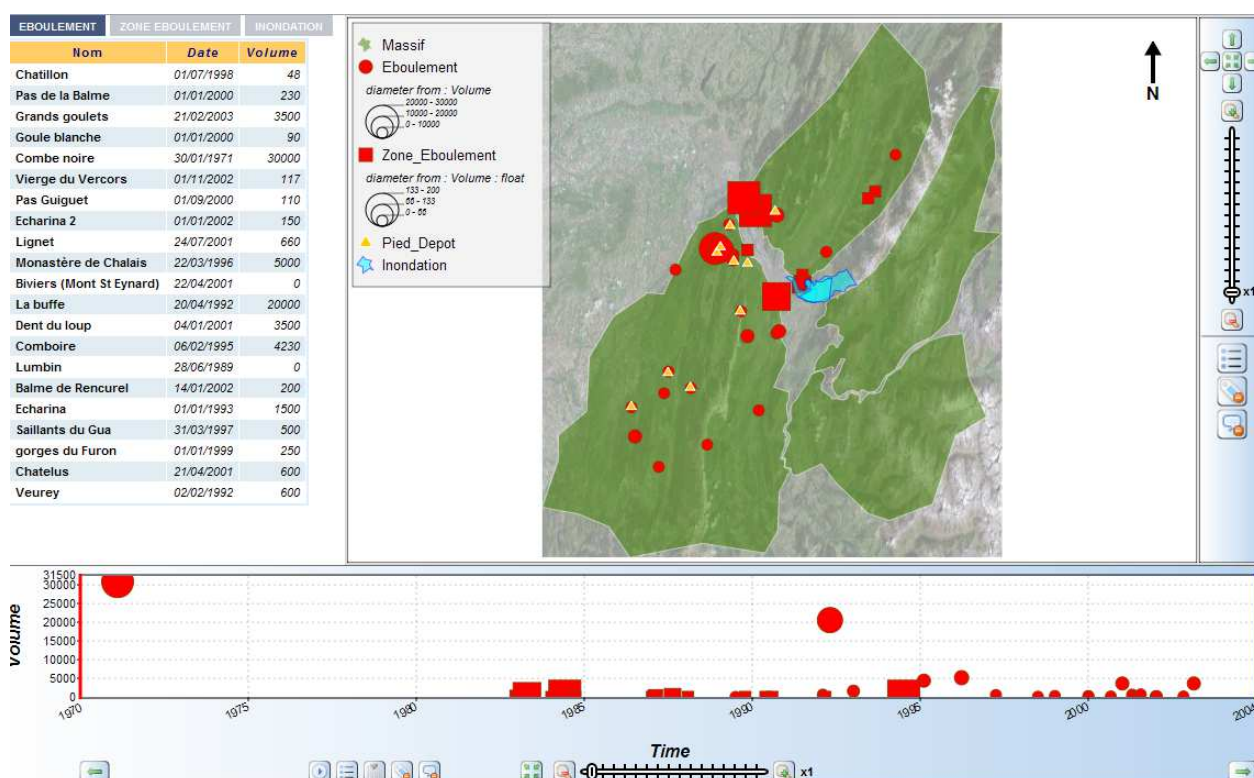 EBOULEMENT ZONE EBOULEMENT INONDATION
Nom Date Volume
Chatillon 01/07/1998 48
Pas de la Balme 01/01/2000 230
Grands goulets 21/02/2003 3500
Goule blanche 01/01/2000 90
Combe noire 30/01/1971 30000
Vierge du Vercors 01/11/2002 117
Pas Guiguet 01/09/2000 110
Echarina 2 01/01/2002 150
Lignet 24/07/2001 660
Monastère de Chalais 22/03/1996 5000
Biviers (Mont St Eynard) 22/04/2001 0
La buffe 20/04/1992 20000
Dent du loup 04/01/2001 3500
Comboire 06/02/1995 4230
Lumbin 28/06/1989 0
Balme de Rencurel 14/01/2002 200
Echarina 01/01/1993 1500
Saillants du Gua 31/03/1997 500
gorges du Furon 01/01/1999 250
Chatelus 21/04/2001 600
Veurey 02/02/1992 600
Massif
Eboulement
diameter from : Volume
20000 - 30000
10000 - 20000
0 - 10000
Zone_Eboulement
diameter from : Volume : float
133 - 200
66 - 133
0 - 66
Pied_Depot
Inondation
N
x1
Volume
31500
30000
25000
20000
15000
10000
5000
0
1970 1975 1980 1985 1990 1995 2000 2004
Time
x1